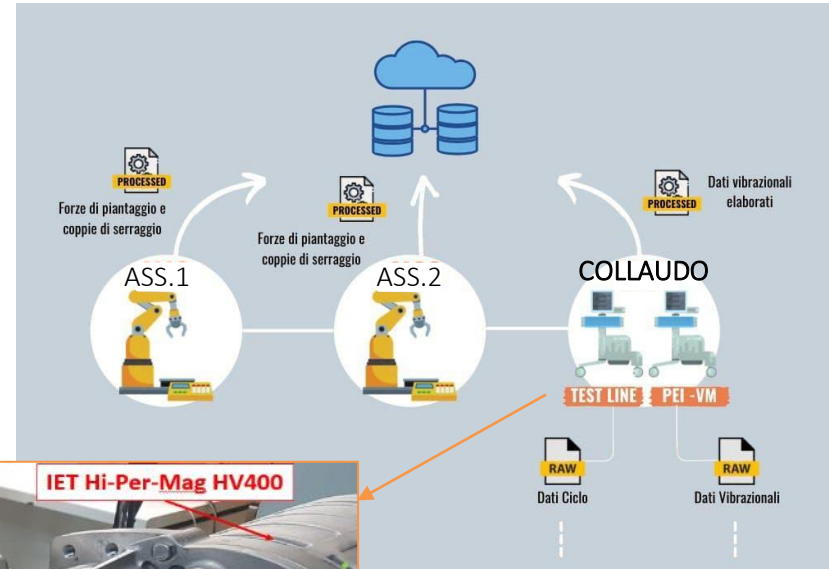 PROCESSED
Forze di piantaggio e
coppie di serraggio
PROCESSED
Forze di piantaggio e
coppie di serraggio
PROCESSED
Dati vibrazionali
elaborati
ASS.1
ASS.2
COLLAUDO
TEST LINE
PEI -VM
RAW
Dati Ciclo
RAW
Dati Vibrazionali
IET Hi-Per-Mag HV400